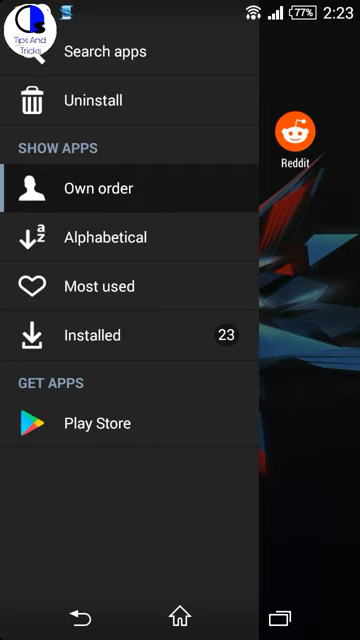 77%
2:23
Tips And
Tricks
Search apps
Uninstall
SHOW APPS
Own order
Reddit
a
z
Alphabetical
Most used
Installed
23
GET APPS
Play Store